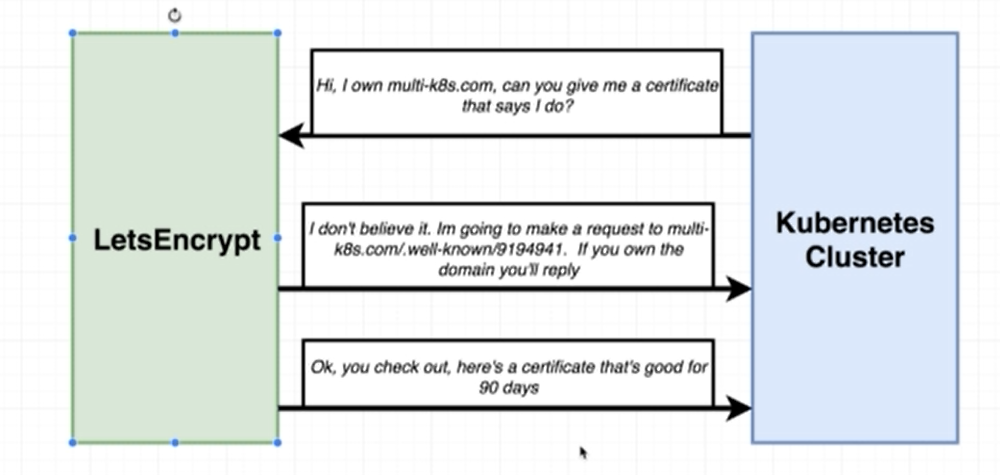 Hi, I own multi-k8s.com, can you give me a certificate
that says I do?
LetsEncrypt
I don't believe it. Im going to make a request to multi-
k8s.com/.well-known/9194941.  If you own the
domain you'll reply
Kubernetes
Cluster
Ok, you check out, here's a certificate that's good for
90 days